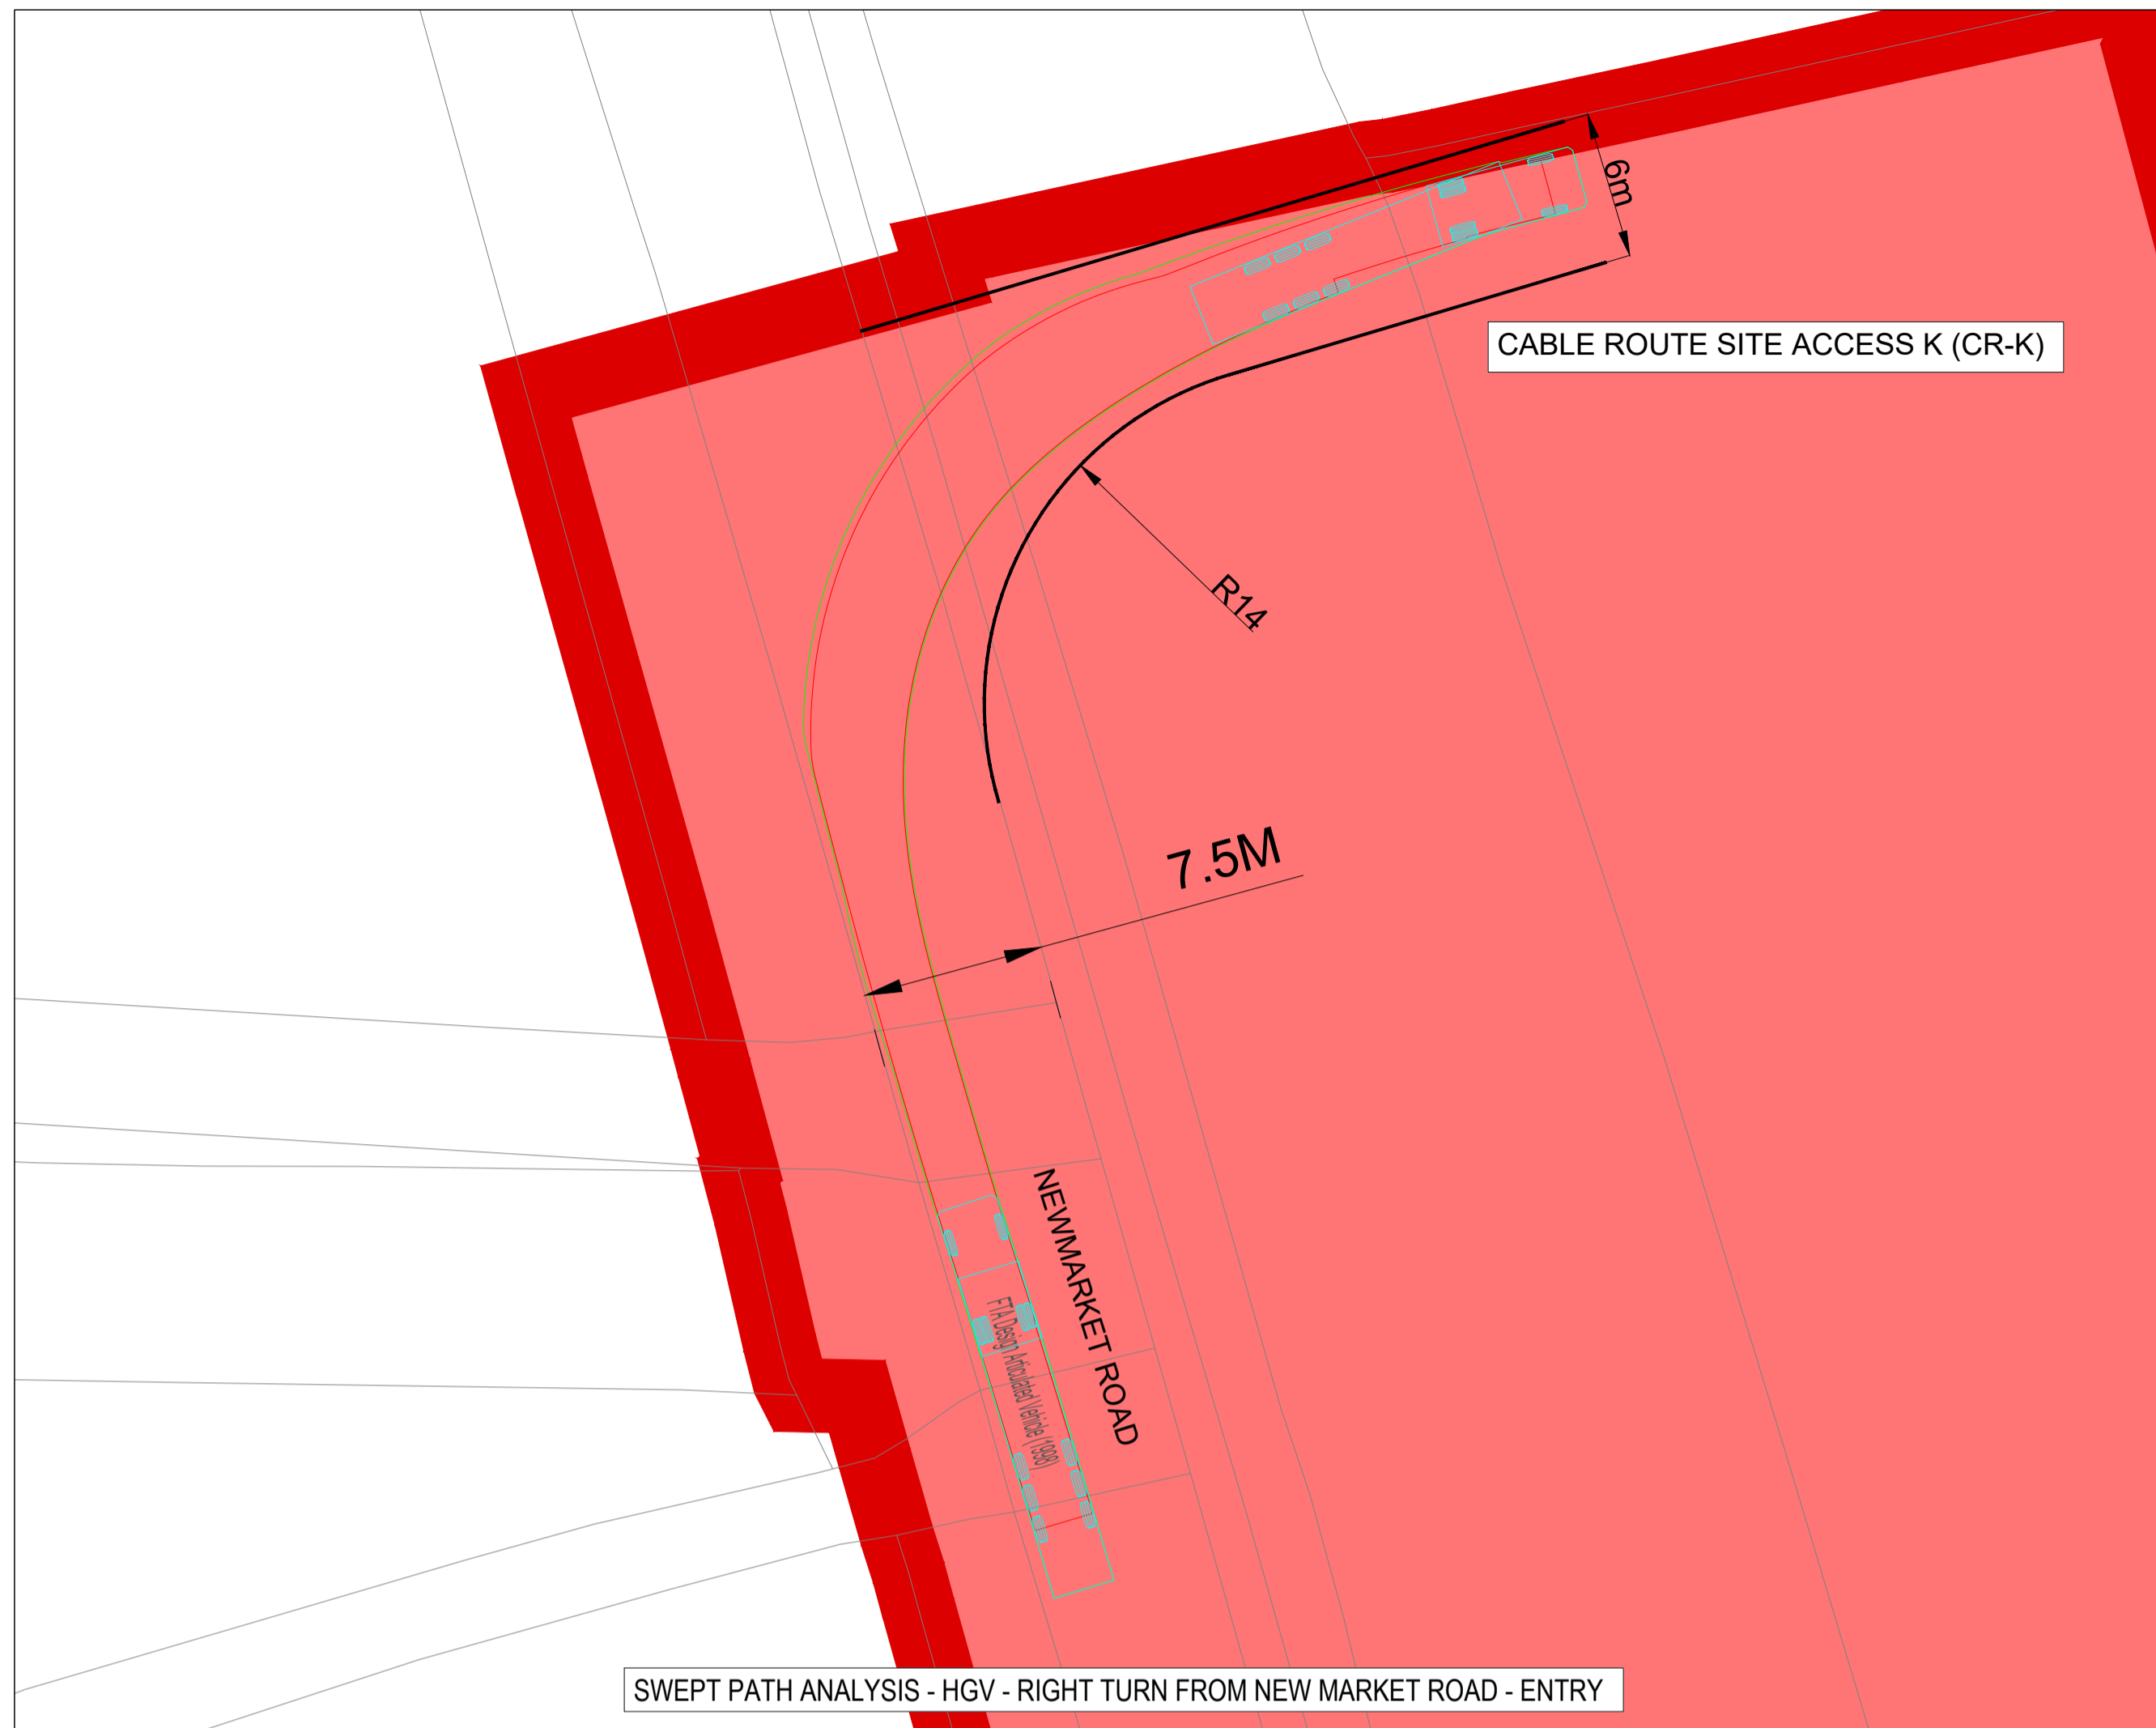 6m
CABLE ROUTE SITE ACCESS K (CR-K)
R14
7.5M
NEWMARKET ROAD
FTA Design Articulated Vehicle (1998)
SWEPT PATH ANALYSIS - HGV - RIGHT TURN FROM NEW MARKET ROAD - ENTRY